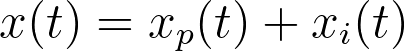 x(t) = x_p(t) + x_i(t)